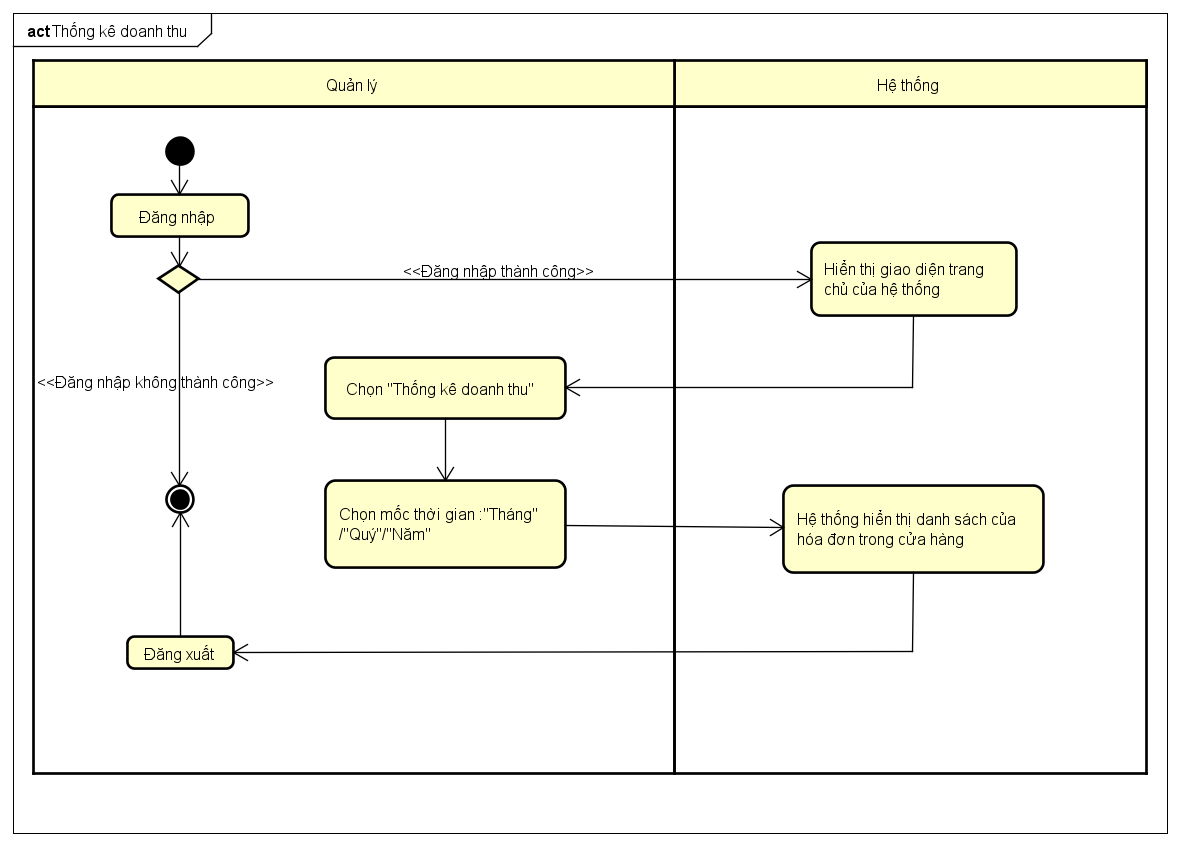 act Thống kê doanh thu
Quản lý
Hệ thống
Đăng nhập
<<Đăng nhập thành công>>
Hiển thị giao diện trang
chủ của hệ thống
<<Đăng nhập không thành công>>
Chọn "Thống kê doanh thu"
Chọn mốc thời gian :"Tháng"
/"Quý"/"Năm"
Hệ thống hiển thị danh sách của
hóa đơn trong cửa hàng
Đăng xuất